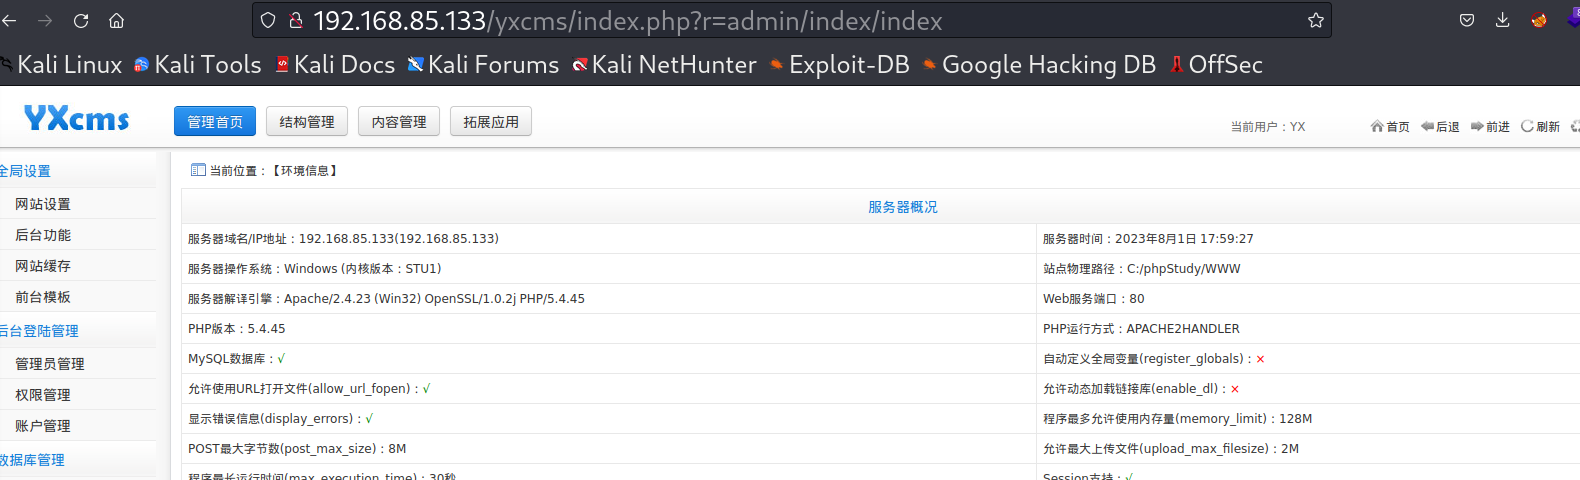 192.168.85.133/yxcms/index.php?r=admin/index/index
Kali Linux Kali Tools Kali Docs Kali Forums Kali NetHunter Exploit-DB Google Hacking DB OffSec
YXcms 管理首页 结构管理 内容管理 拓展应用 当前用户：YX 首页 后退 前进 刷新
全局设置
网站设置
后台功能
网站缓存
前台模板
后台登陆管理
管理员管理
权限管理
账户管理
数据库管理
当前位置：【环境信息】
服务器概况
服务器域名/IP地址：192.168.85.133(192.168.85.133) 服务器时间：2023年8月1日 17:59:27
服务器操作系统：Windows (内核版本：STU1) 站点物理路径：C:/phpStudy/WWW
服务器解译引擎：Apache/2.4.23 (Win32) OpenSSL/1.0.2j PHP/5.4.45 Web服务端口：80
PHP版本：5.4.45 PHP运行方式：APACHE2HANDLER
MySQL数据库：√ 自动定义全局变量(register_globals)：×
允许使用URL打开文件(allow_url_fopen)：√ 允许动态加载链接库(enable_dl)：×
显示错误信息(display_errors)：√ 程序最多允许使用内存量(memory_limit)：128M
POST最大字节数(post_max_size)：8M 允许最大上传文件(upload_max_filesize)：2M
程序最长运行时间(max_execution_time)：30秒 Session支持：√